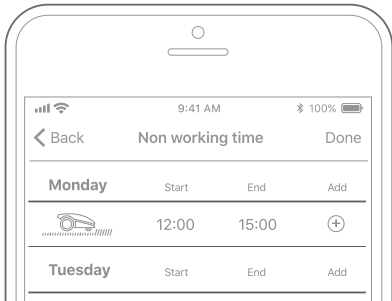 9:41 AM 100%
Back Non working time Done
Monday Start End Add
12:00 15:00
Tuesday Start End Add